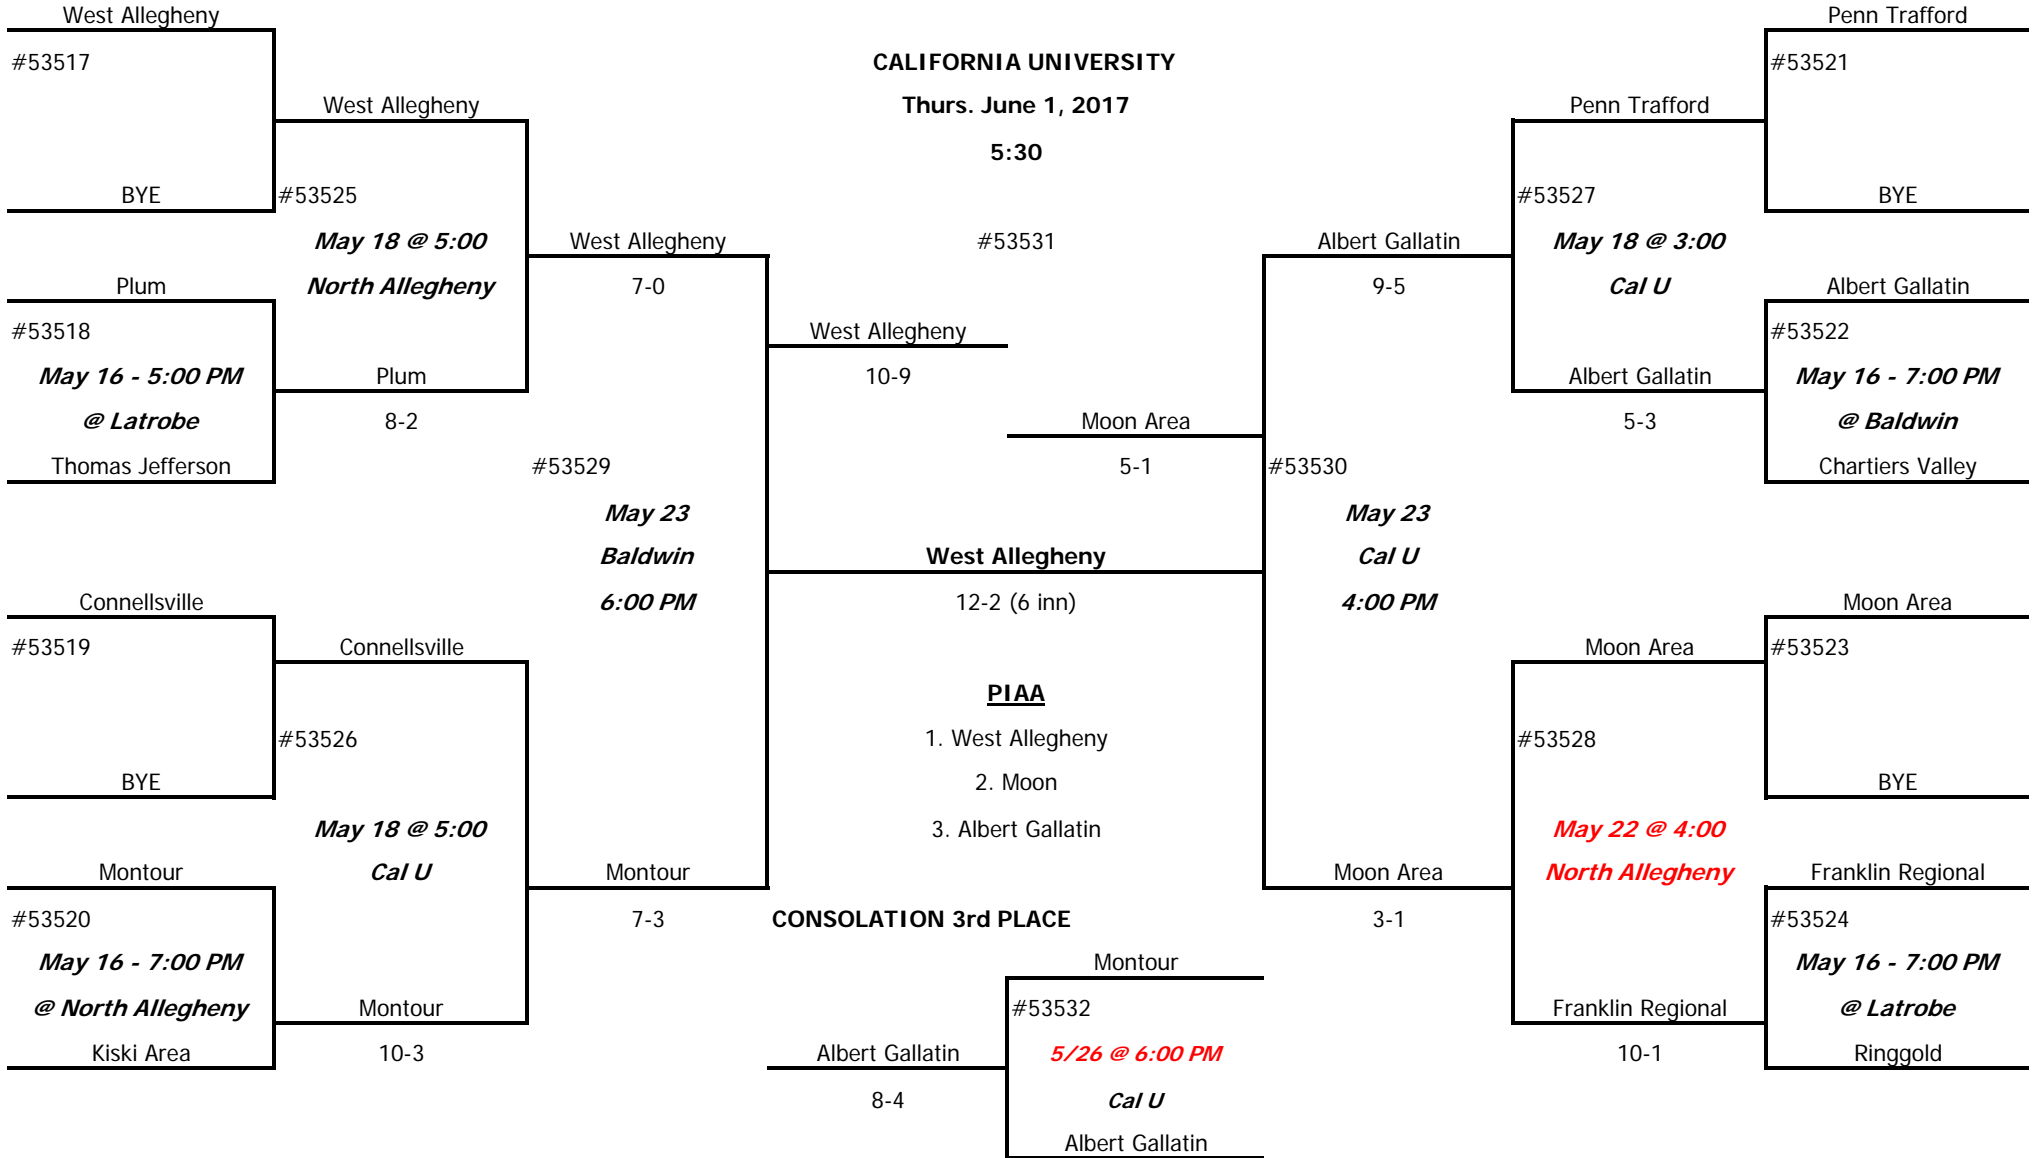 West Allegheny
#53517
BYE
Plum
#53518
May 16 - 5:00 PM
@ Latrobe
Thomas Jefferson
Connellsville
#53519
BYE
Montour
#53520
May 16 - 7:00 PM
@ North Allegheny
Kiski Area
West Allegheny
#53525
May 18 @ 5:00
North Allegheny
Plum
8-2
Connellsville
#53526
May 18 @ 5:00
Cal U
Montour
10-3
West Allegheny
7-0
#53529
May 23
Baldwin
6:00 PM
Montour
7-3
CALIFORNIA UNIVERSITY
Thurs. June 1, 2017
5:30
#53531
West Allegheny
10-9
Moon Area
5-1
West Allegheny
12-2 (6 inn)
PIAA
1. West Allegheny
2. Moon
3. Albert Gallatin
CONSOLATION 3rd PLACE
Montour
#53532
5/26 @ 6:00 PM
Cal U
Albert Gallatin
Albert Gallatin
8-4
Albert Gallatin
9-5
#53530
May 23
Cal U
4:00 PM
Moon Area
3-1
Penn Trafford
#53527
May 18 @ 3:00
Cal U
Albert Gallatin
5-3
Moon Area
#53528
May 22 @ 4:00
North Allegheny
Franklin Regional
10-1
Penn Trafford
#53521
BYE
Albert Gallatin
#53522
May 16 - 7:00 PM
@ Baldwin
Chartiers Valley
Moon Area
#53523
BYE
Franklin Regional
#53524
May 16 - 7:00 PM
@ Latrobe
Ringgold